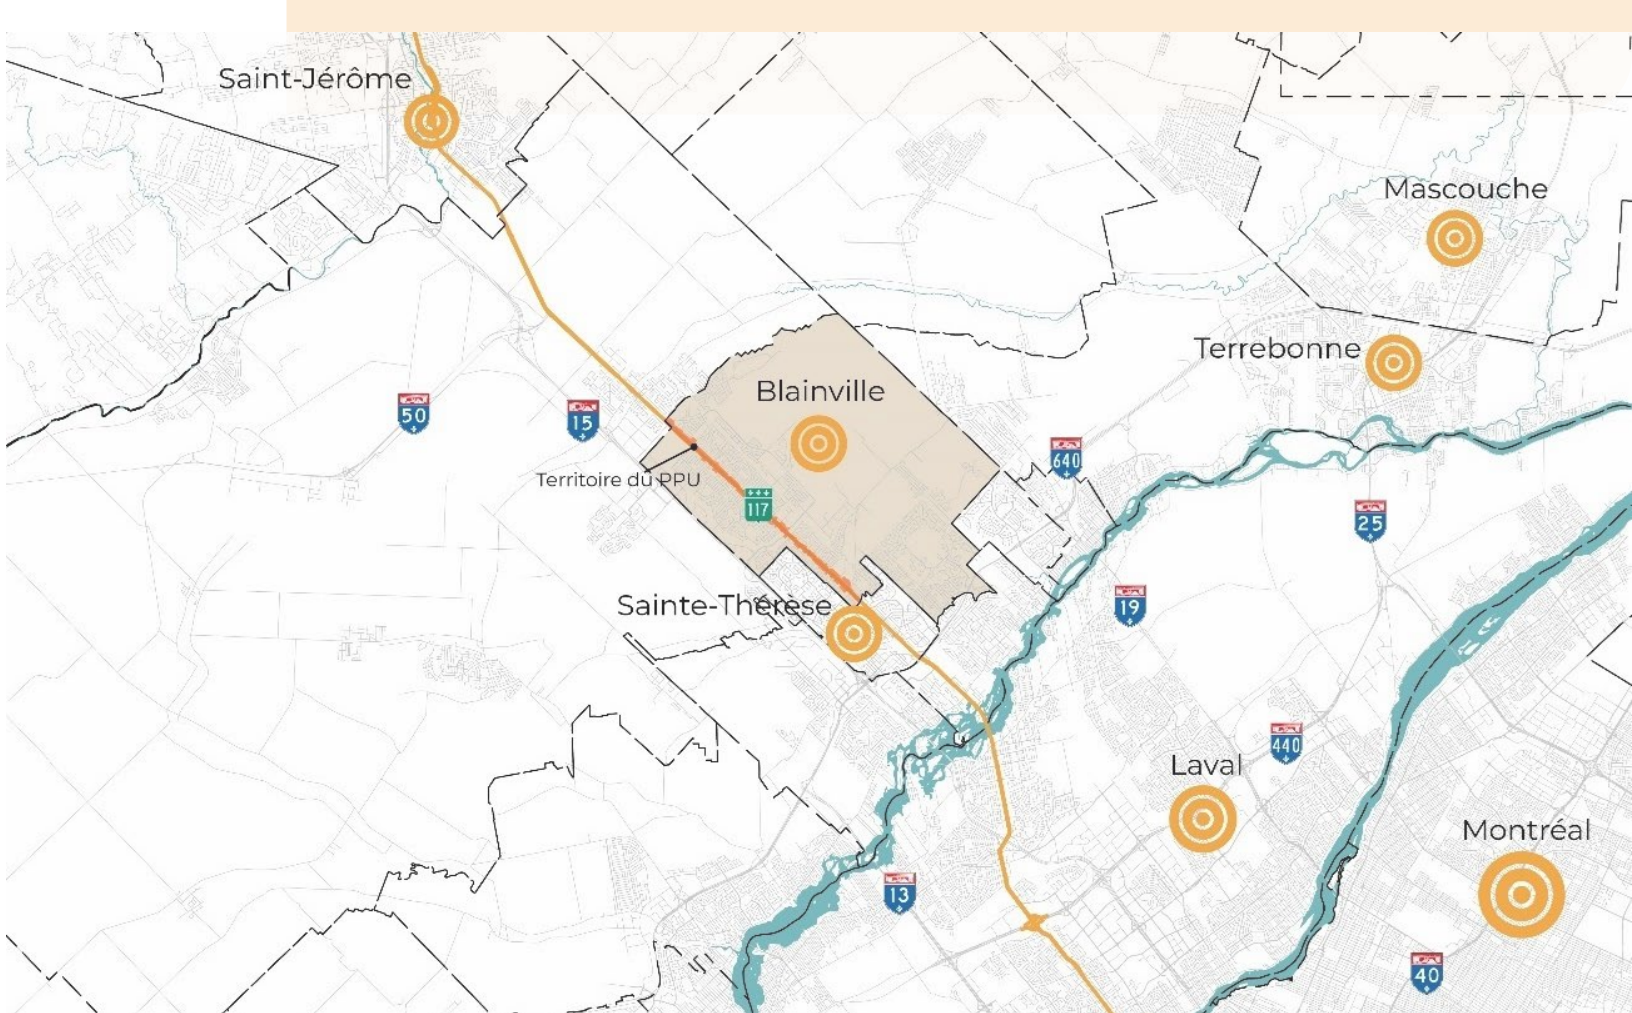 Saint-Jérôme
Mascouche
Terrebonne
Blainville
50
15
640
Territoire du PPU
117
25
Sainte-Thérèse
19
440
Laval
Montréal
13
40